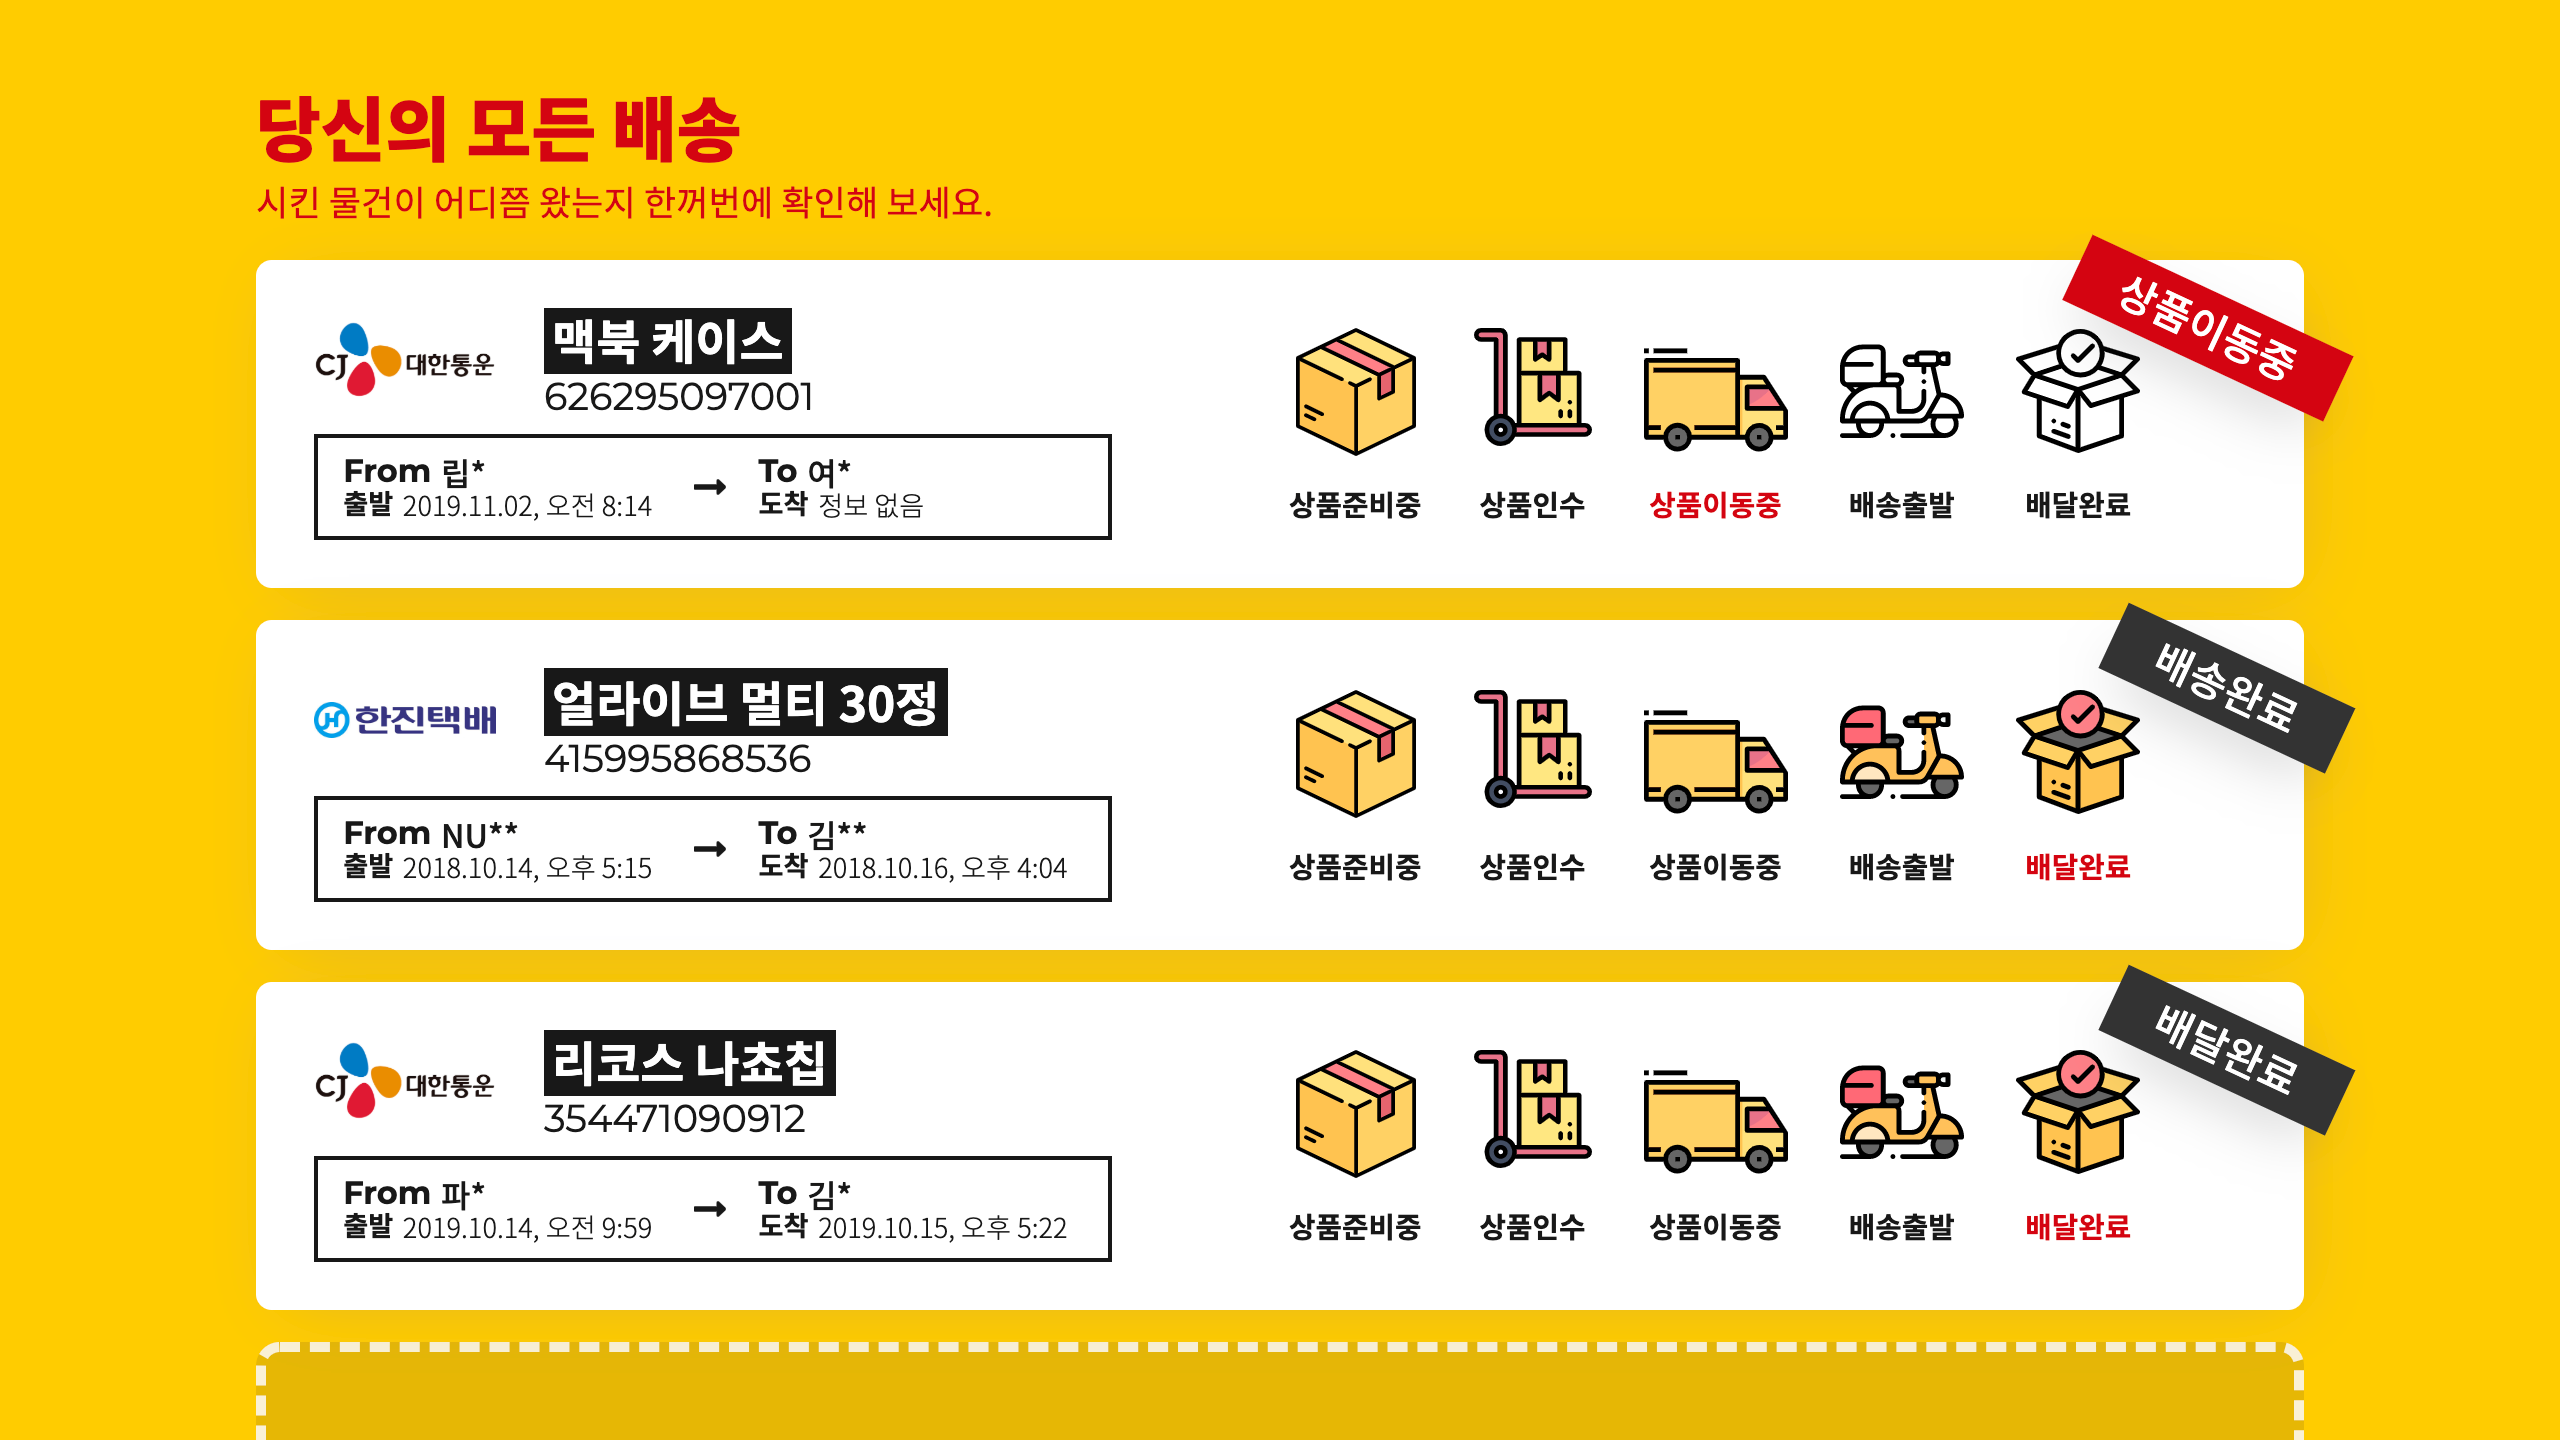 당신의 모든 배송
시킨 물건이 어디쯤 왔는지 한꺼번에 확인해 보세요.
상품이동중
CJ 대한통운
맥북 케이스
626295097001
From 립*
출발 2019.11.02, 오전 8:14
To 여*
도착 정보 없음
상품준비중
상품인수
상품이동중
배송출발
배달완료
배송완료
한진택배
얼라이브 멀티 30정
415995868536
From NU**
출발 2018.10.14, 오후 5:15
To 김**
도착 2018.10.16, 오후 4:04
상품준비중
상품인수
상품이동중
배송출발
배달완료
배달완료
CJ 대한통운
리코스 나쵸칩
354471090912
From 파*
출발 2019.10.14, 오전 9:59
To 김*
도착 2019.10.15, 오후 5:22
상품준비중
상품인수
상품이동중
배송출발
배달완료